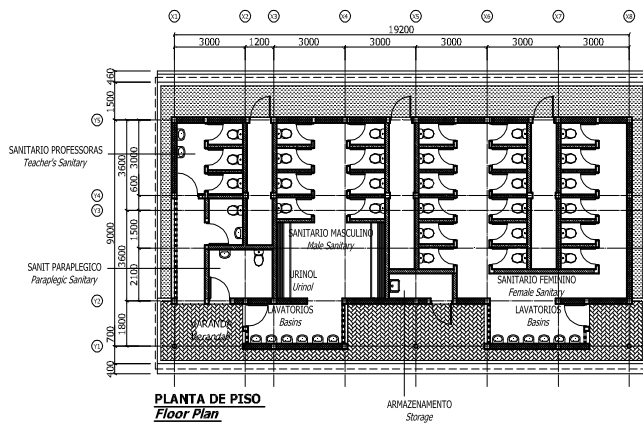 X1 X2 X3 X4 X5 X6 X7 X8
19200
3000 1200 3000 3000 3000 3000 3000
460
1500
Y5
SANITARIO PROFESSORAS
Teacher's Sanitary
3600
3000
600
Y4
Y3
9000
1500
SANITARIO MASCULINO
Male Sanitary
3600
SANIT PARAPLEGICO
Paraplegic Sanitary
2100
URINOL
Urinol
SANITARIO FEMININO
Female Sanitary
Y2
LAVATORIOS
Basins
LAVATORIOS
Basins
VARANDA
Verandah
1800
700
Y1
400
PLANTA DE PISO
Floor Plan
ARMAZENAMENTO
Storage